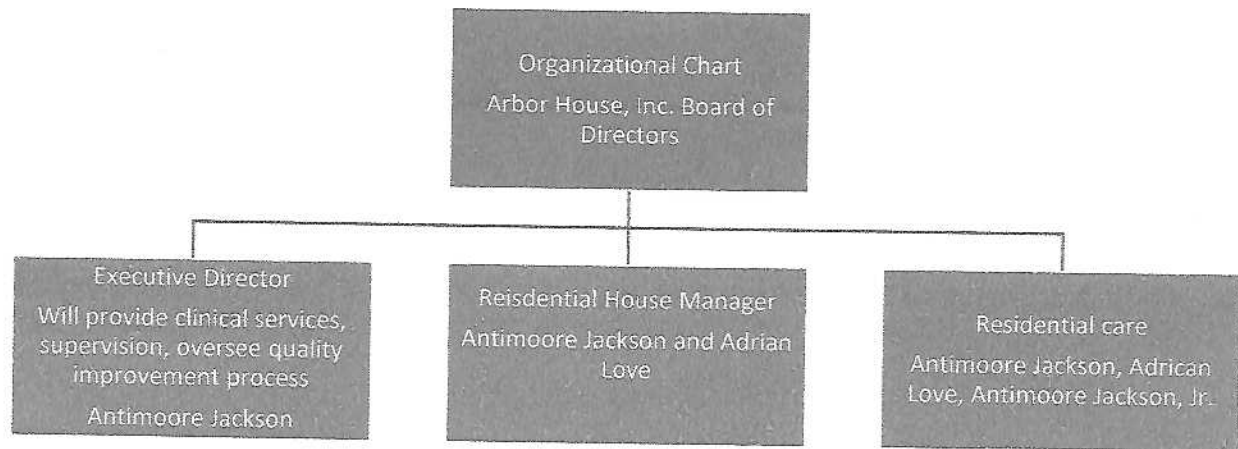 Organizational Chart
Arbor House, Inc. Board of
Directors
Executive Director
Will provide clinical services,
supervision, oversee quality
improvement process
Antimoore Jackson
Reisdential House Manager
Antimoore Jackson and Adrian
Love
Residential care
Antimoore Jackson, Adrican
Love, Antimoore Jackson, Jr.